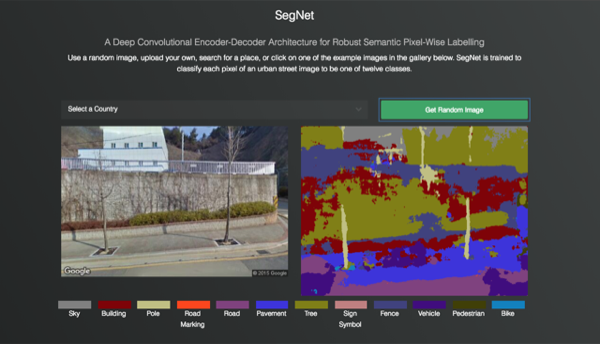 SegNet
A Deep Convolutional Encoder-Decoder Architecture for Robust Semantic Pixel-Wise Labelling
Use a random image, upload your own, search for a place, or click on one of the example images in the gallery below. SegNet is trained to
classify each pixel of an urban street image to be one of twelve classes.
Select a Country
Get Random Image
Google
© 2015 Google
Sky
Building
Pole
Road
Marking
Road
Pavement
Tree
Sign
Symbol
Fence
Vehicle
Pedestrian
Bike